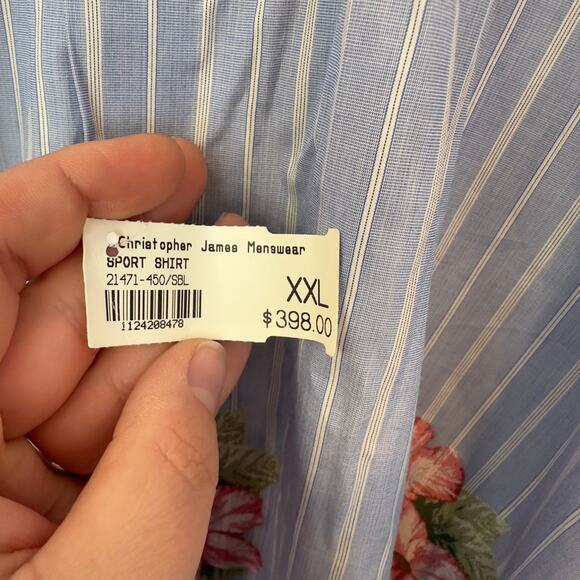 Christopher James Menswear
SPORT SHIRT
21471-450/SBL
XXL
$398.00
1124208478